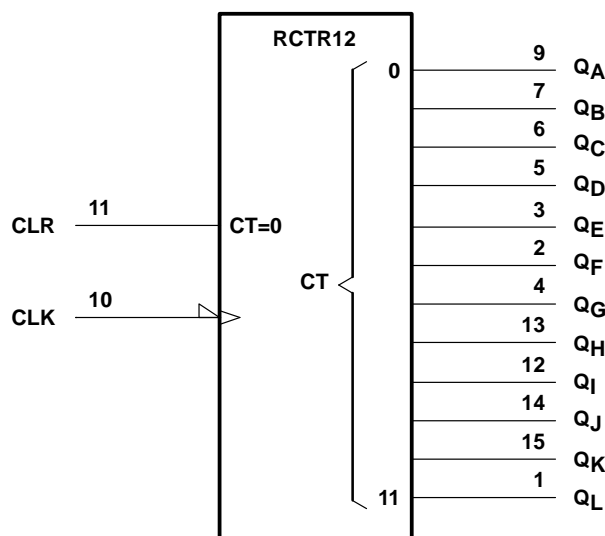 RCTR12
0
9
QA
7
QB
6
QC
5
QD
CLR
11
CT=0
3
QE
2
QF
CT
4
QG
CLK
10
13
QH
12
QI
14
QJ
15
QK
11
1
QL